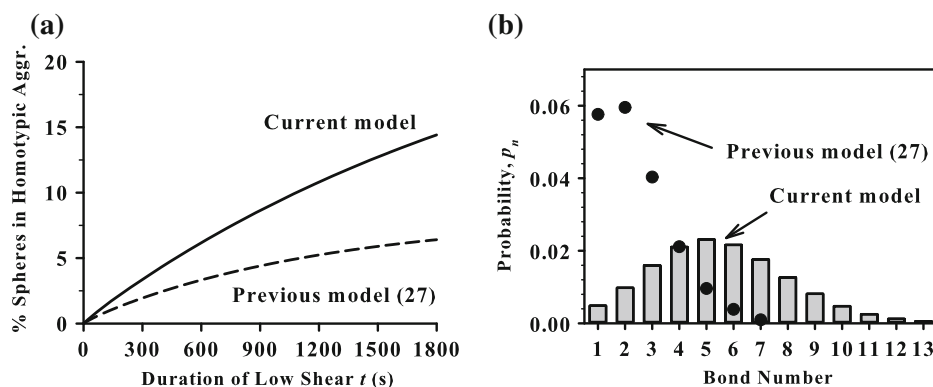 (a)
% Spheres in Homotypic Aggr.
20
15
10
5
0
Current model
Previous model (27)
0 300 600 900 1200 1500 1800
Duration of Low Shear t (s)
(b)
Probability, pn
0.06
0.04
0.02
0.00
Previous model (27)
Current model
1 2 3 4 5 6 7 8 9 10 11 12 13
Bond Number